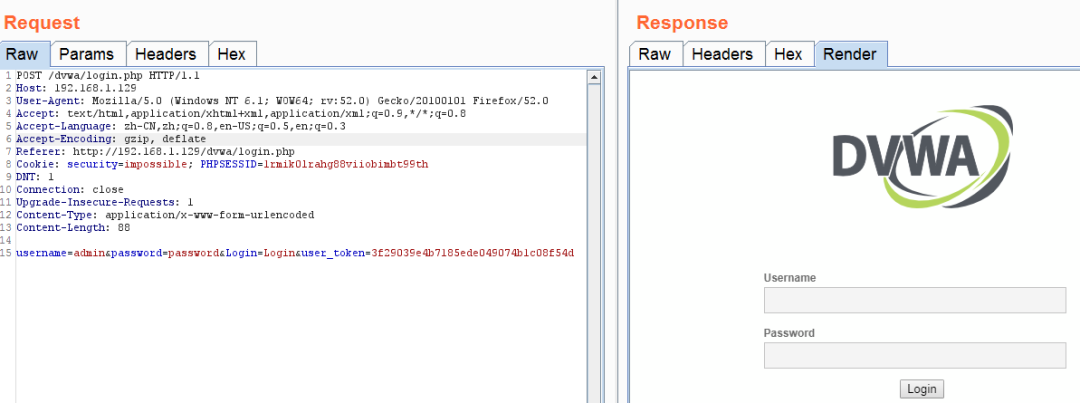 Request
Raw Params Headers Hex
1 POST /dvwa/login.php HTTP/1.1
2 Host: 192.168.1.129
3 User-Agent: Mozilla/5.0 (Windows NT 6.1; WOW64; rv:52.0) Gecko/20100101 Firefox/52.0
4 Accept: text/html,application/xhtml+xml,application/xml;q=0.9,*/*;q=0.8
5 Accept-Language: zh-CN,zh;q=0.8,en-US;q=0.5,en;q=0.3
6 Accept-Encoding: gzip, deflate
7 Referer: http://192.168.1.129/dvwa/login.php
8 Cookie: security=impossible; PHPSESSID=lrmik0lrahg88viiobimbt99th
9 DNT: 1
10 Connection: close
11 Upgrade-Insecure-Requests: 1
12 Content-Type: application/x-www-form-urlencoded
13 Content-Length: 88
14
15 username=admin&password=password&Login=Login&user_token=3f29039e4b7185ede049074b1c08f54d
Response
Raw Headers Hex Render
DVWA
Username
Password
Login